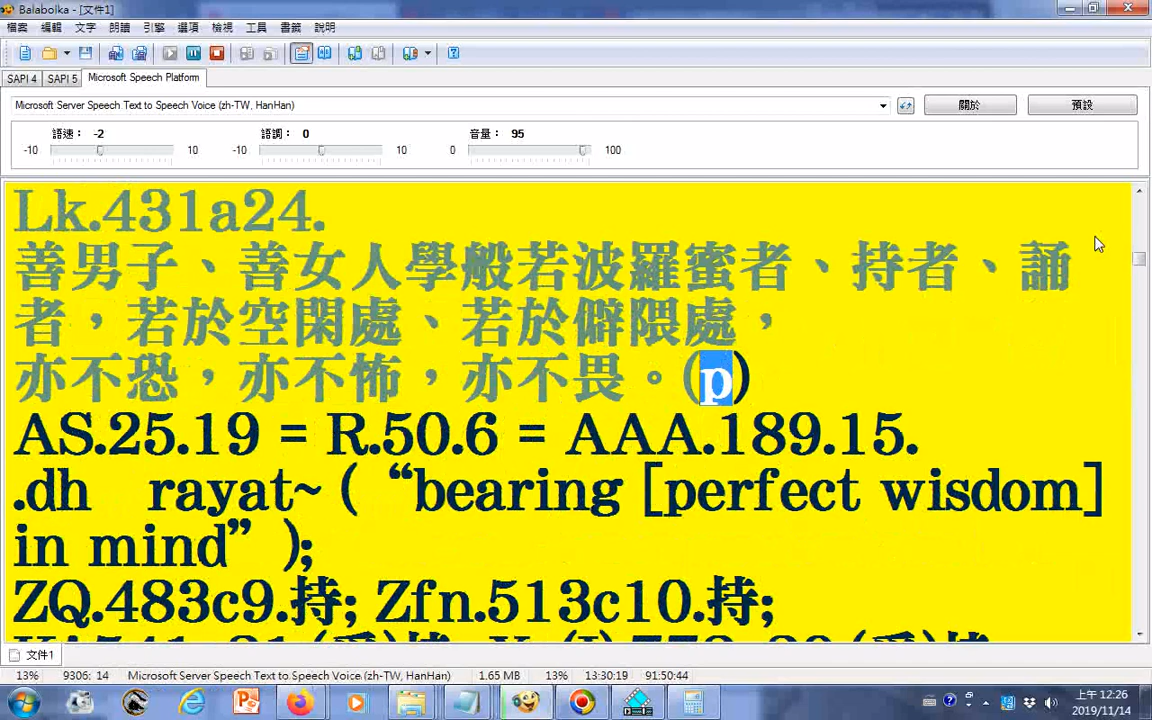 Balabolka - [文件1]
檔案 編輯 文字 朗讀 引擎 選項 檢視 工具 書籤 說明
SAPI 4 SAPI 5 Microsoft Speech Platform
Microsoft Server Speech Text to Speech Voice (zh-TW, HanHan) 關於 預設
語速： -2 語調： 0 音量： 95
-10 10 -10 10 0 100
Lk.431a24.
善男子、善女人學般若波羅蜜者、持者、誦
者，若於空閑處、若於僻隈處，
亦不恐，亦不怖，亦不畏。(p)
AS.25.19 = R.50.6 = AAA.189.15.
.dh rayat~ (“bearing [perfect wisdom]
in mind”);
ZQ.483c9.持; Zfn.513c10.持;
文件1
13% 9306: 14 Microsoft Server Speech Text to Speech Voice (zh-TW, HanHan) 1.65 MB 13% 13:30:19 91:50:44
上午 12:26
2019/11/14